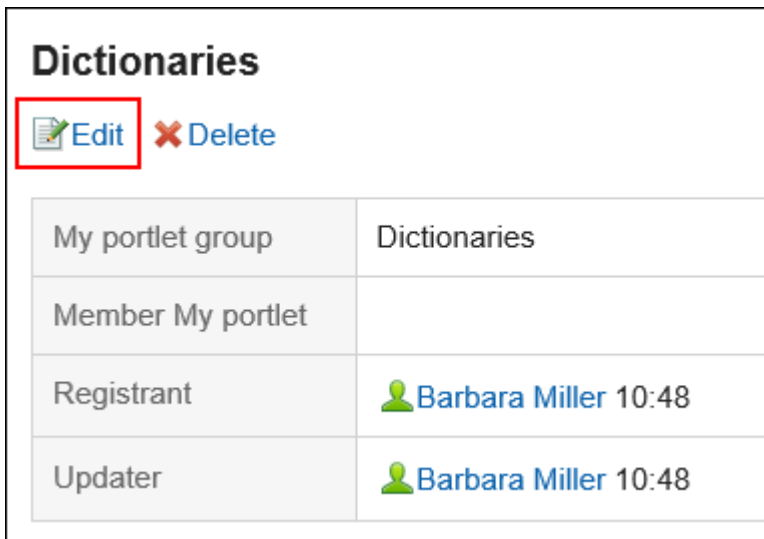 Dictionaries
Edit Delete
My portlet group Dictionaries
Member My portlet
Registrant Barbara Miller 10:48
Updater Barbara Miller 10:48